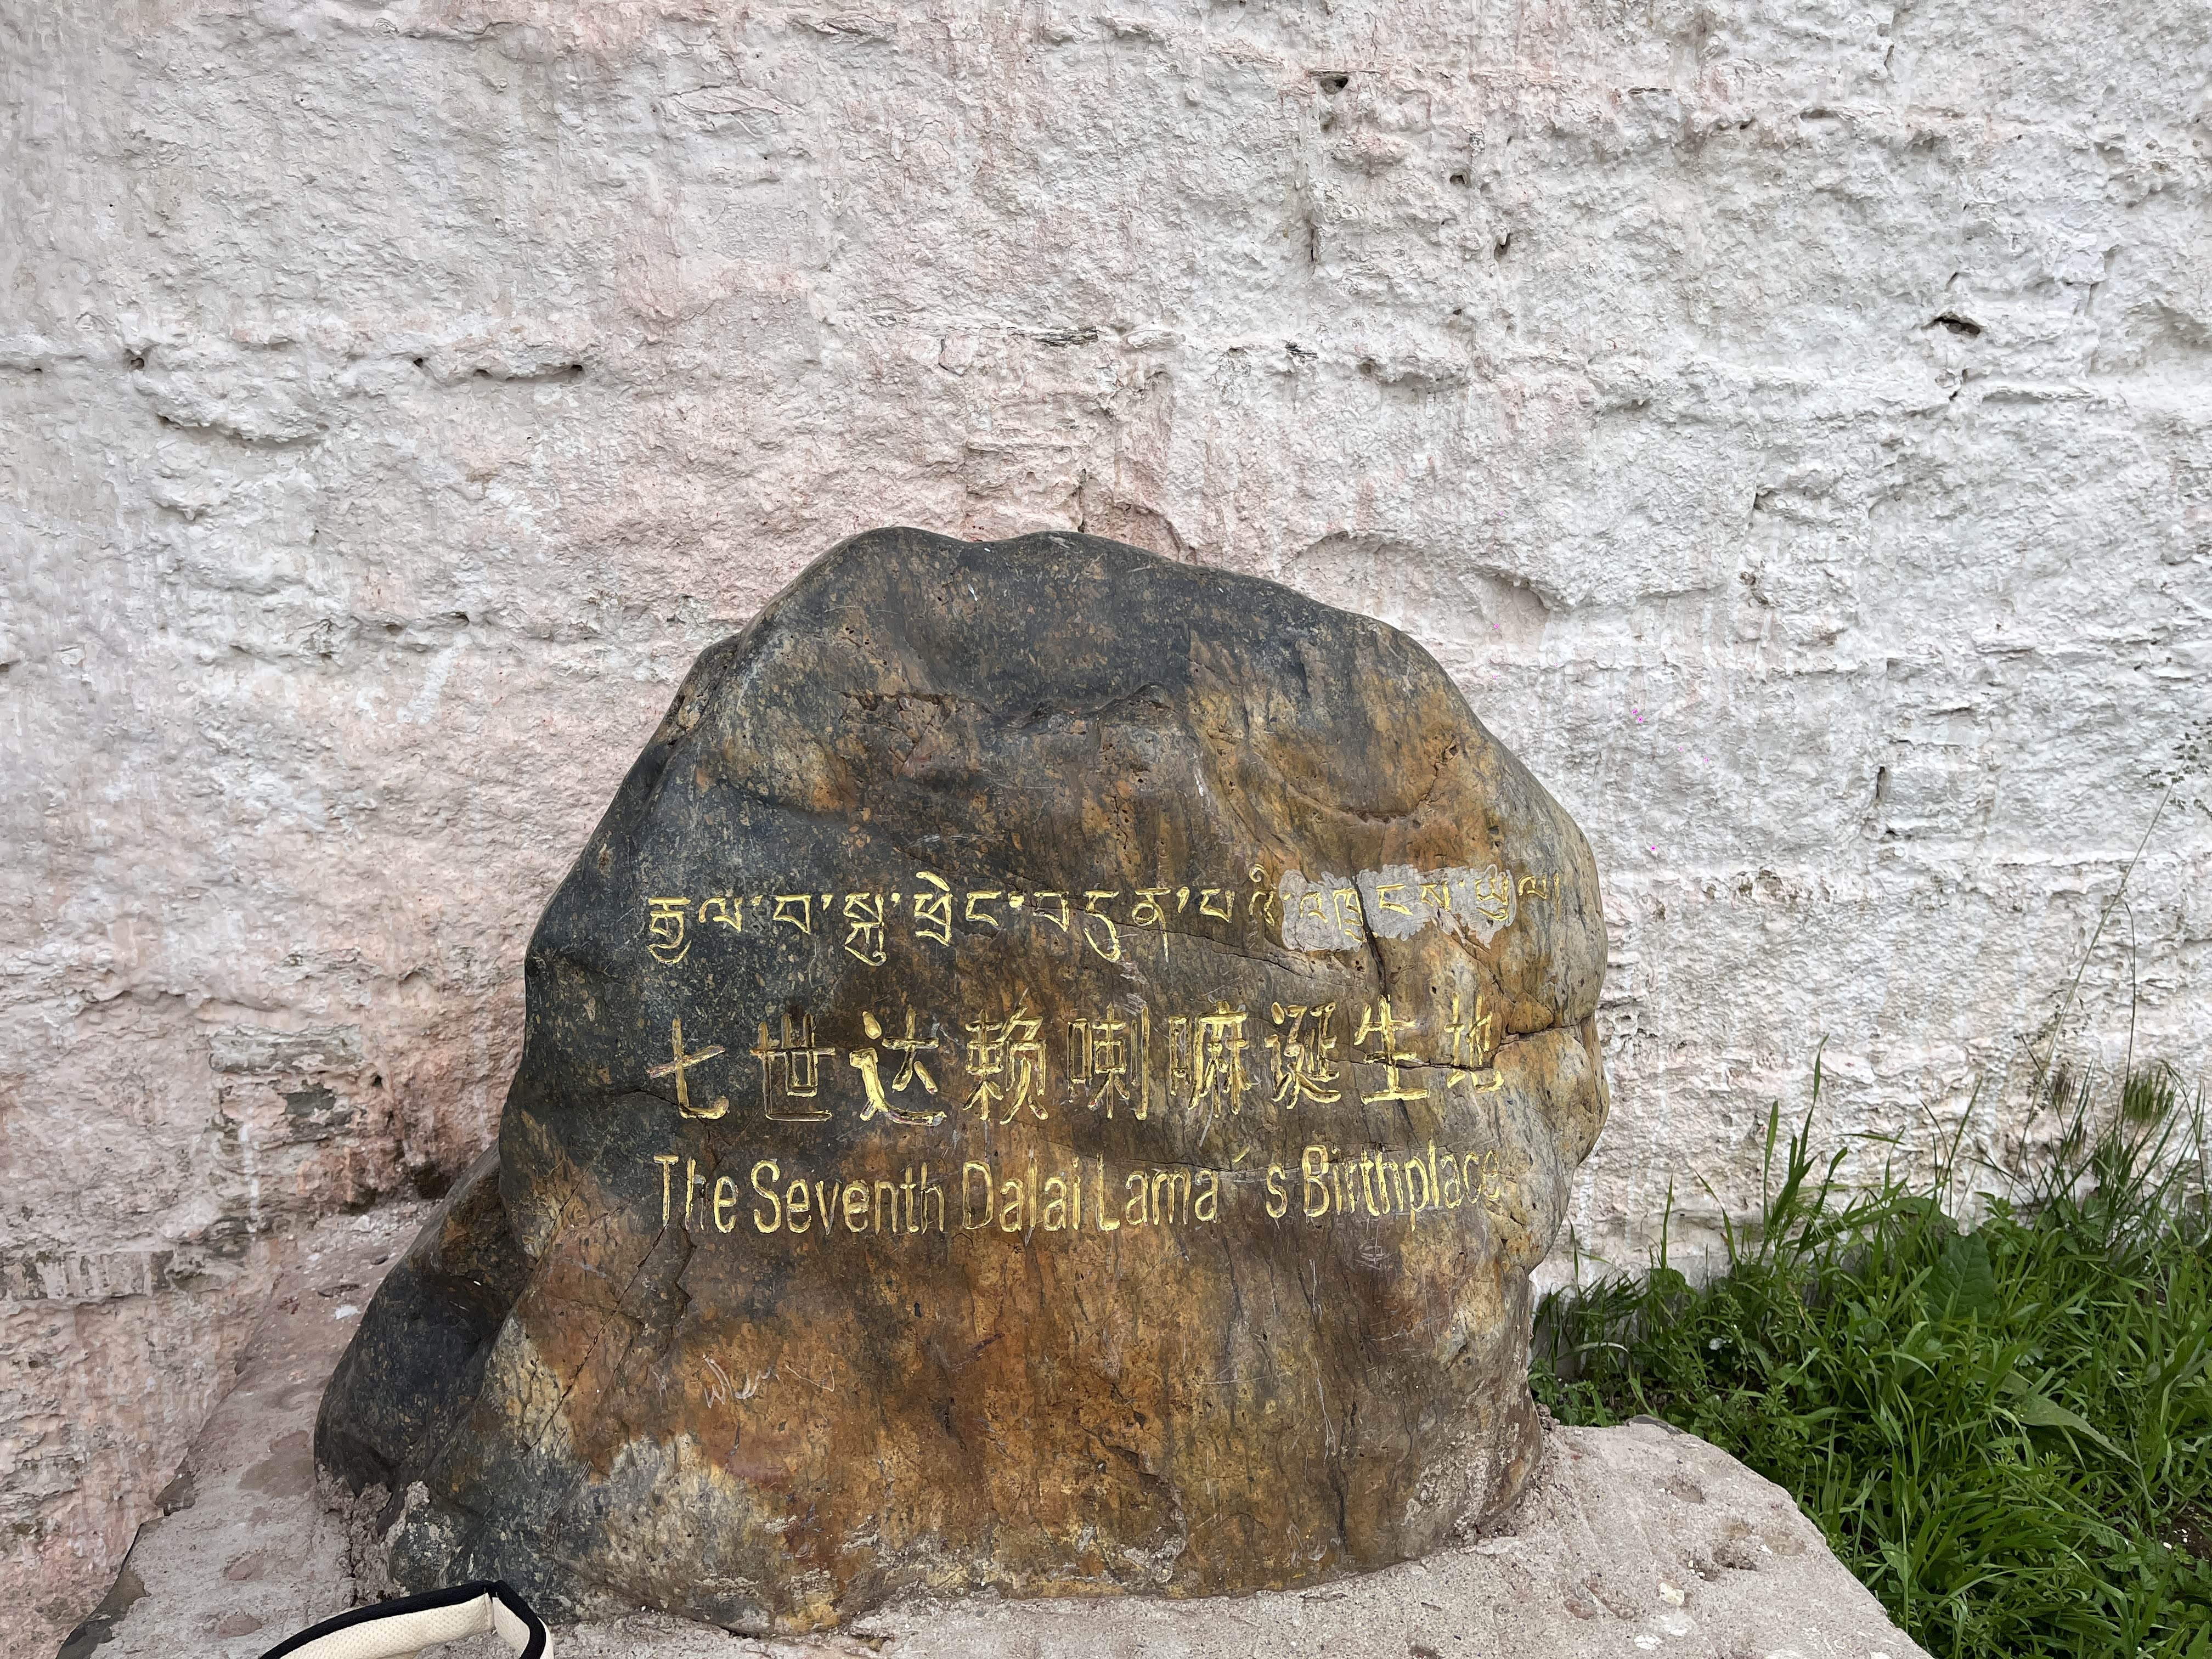 རྒྱལ་བ་སྐུ་ཕྲེང་བདུན་པའི་འཁྲུངས་ཡུལ།
七世达赖喇嘛诞生地
The Seventh Dalai Lama's Birthplace